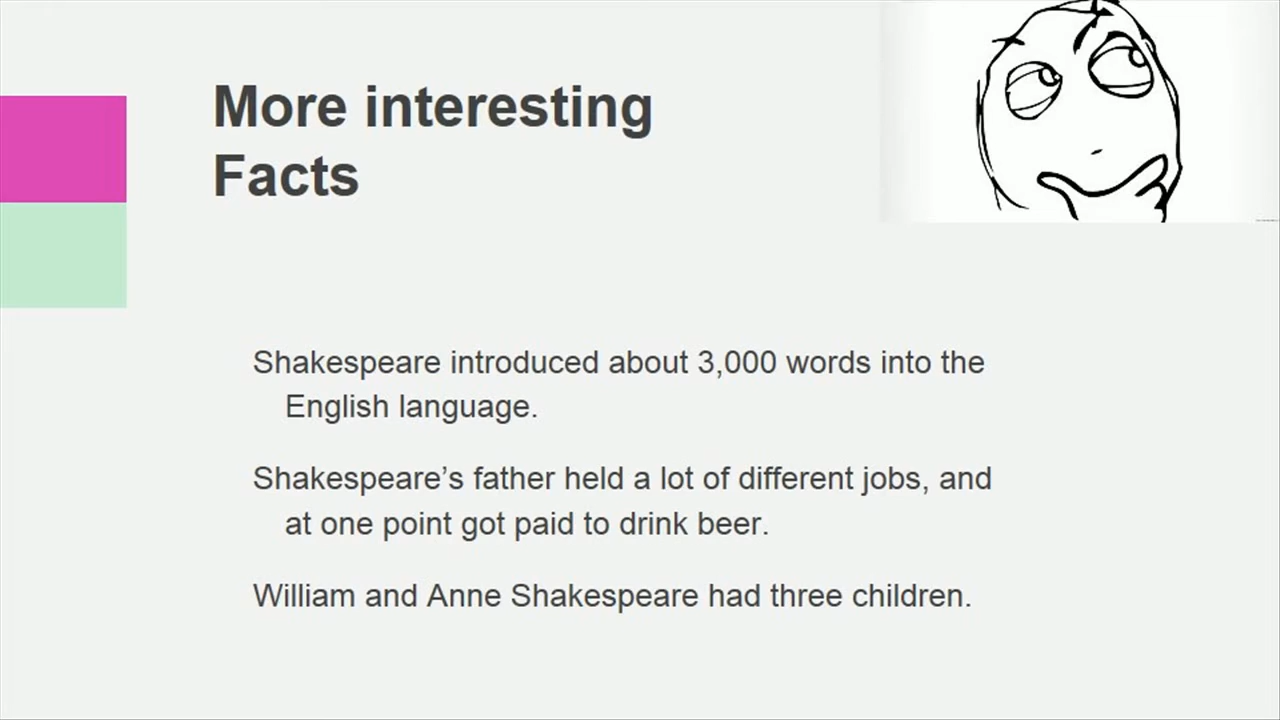 More interesting
Facts
Shakespeare introduced about 3,000 words into the
English language.
Shakespeare’s father held a lot of different jobs, and
at one point got paid to drink beer.
William and Anne Shakespeare had three children.